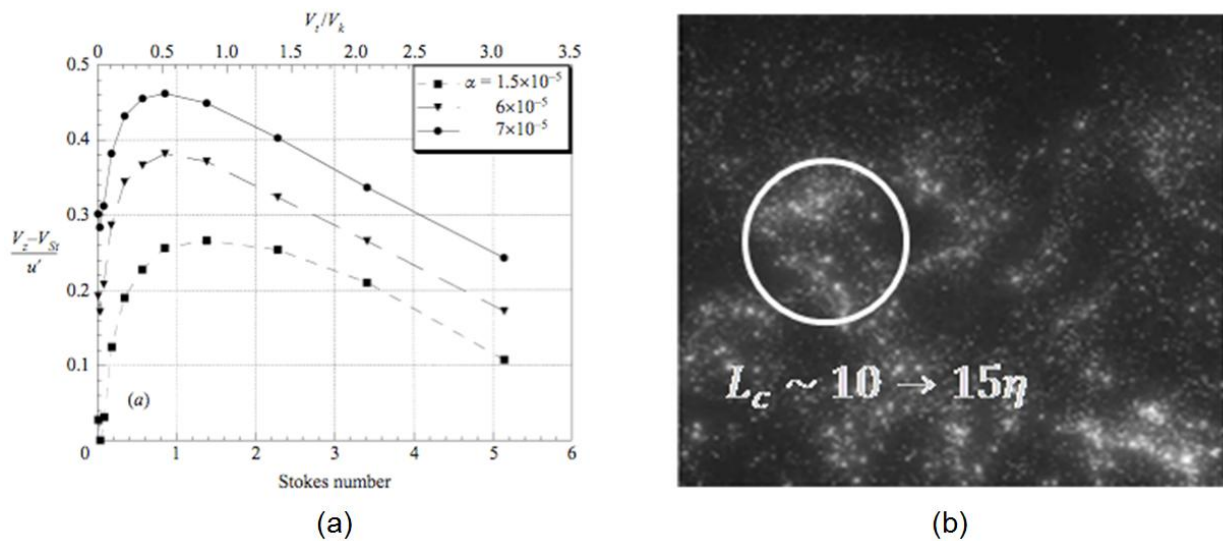 V_t/V_k
0 0.5 1.0 1.5 2.0 2.5 3.0 3.5
0.5
0.4
0.3
0.2
0.1
0
V_z–V_St
u′
α = 1.5×10⁻⁵
6×10⁻⁵
7×10⁻⁵
(a)
1 2 3 4 5 6
Stokes number
(a)
L_c ~ 10 → 15η
(b)